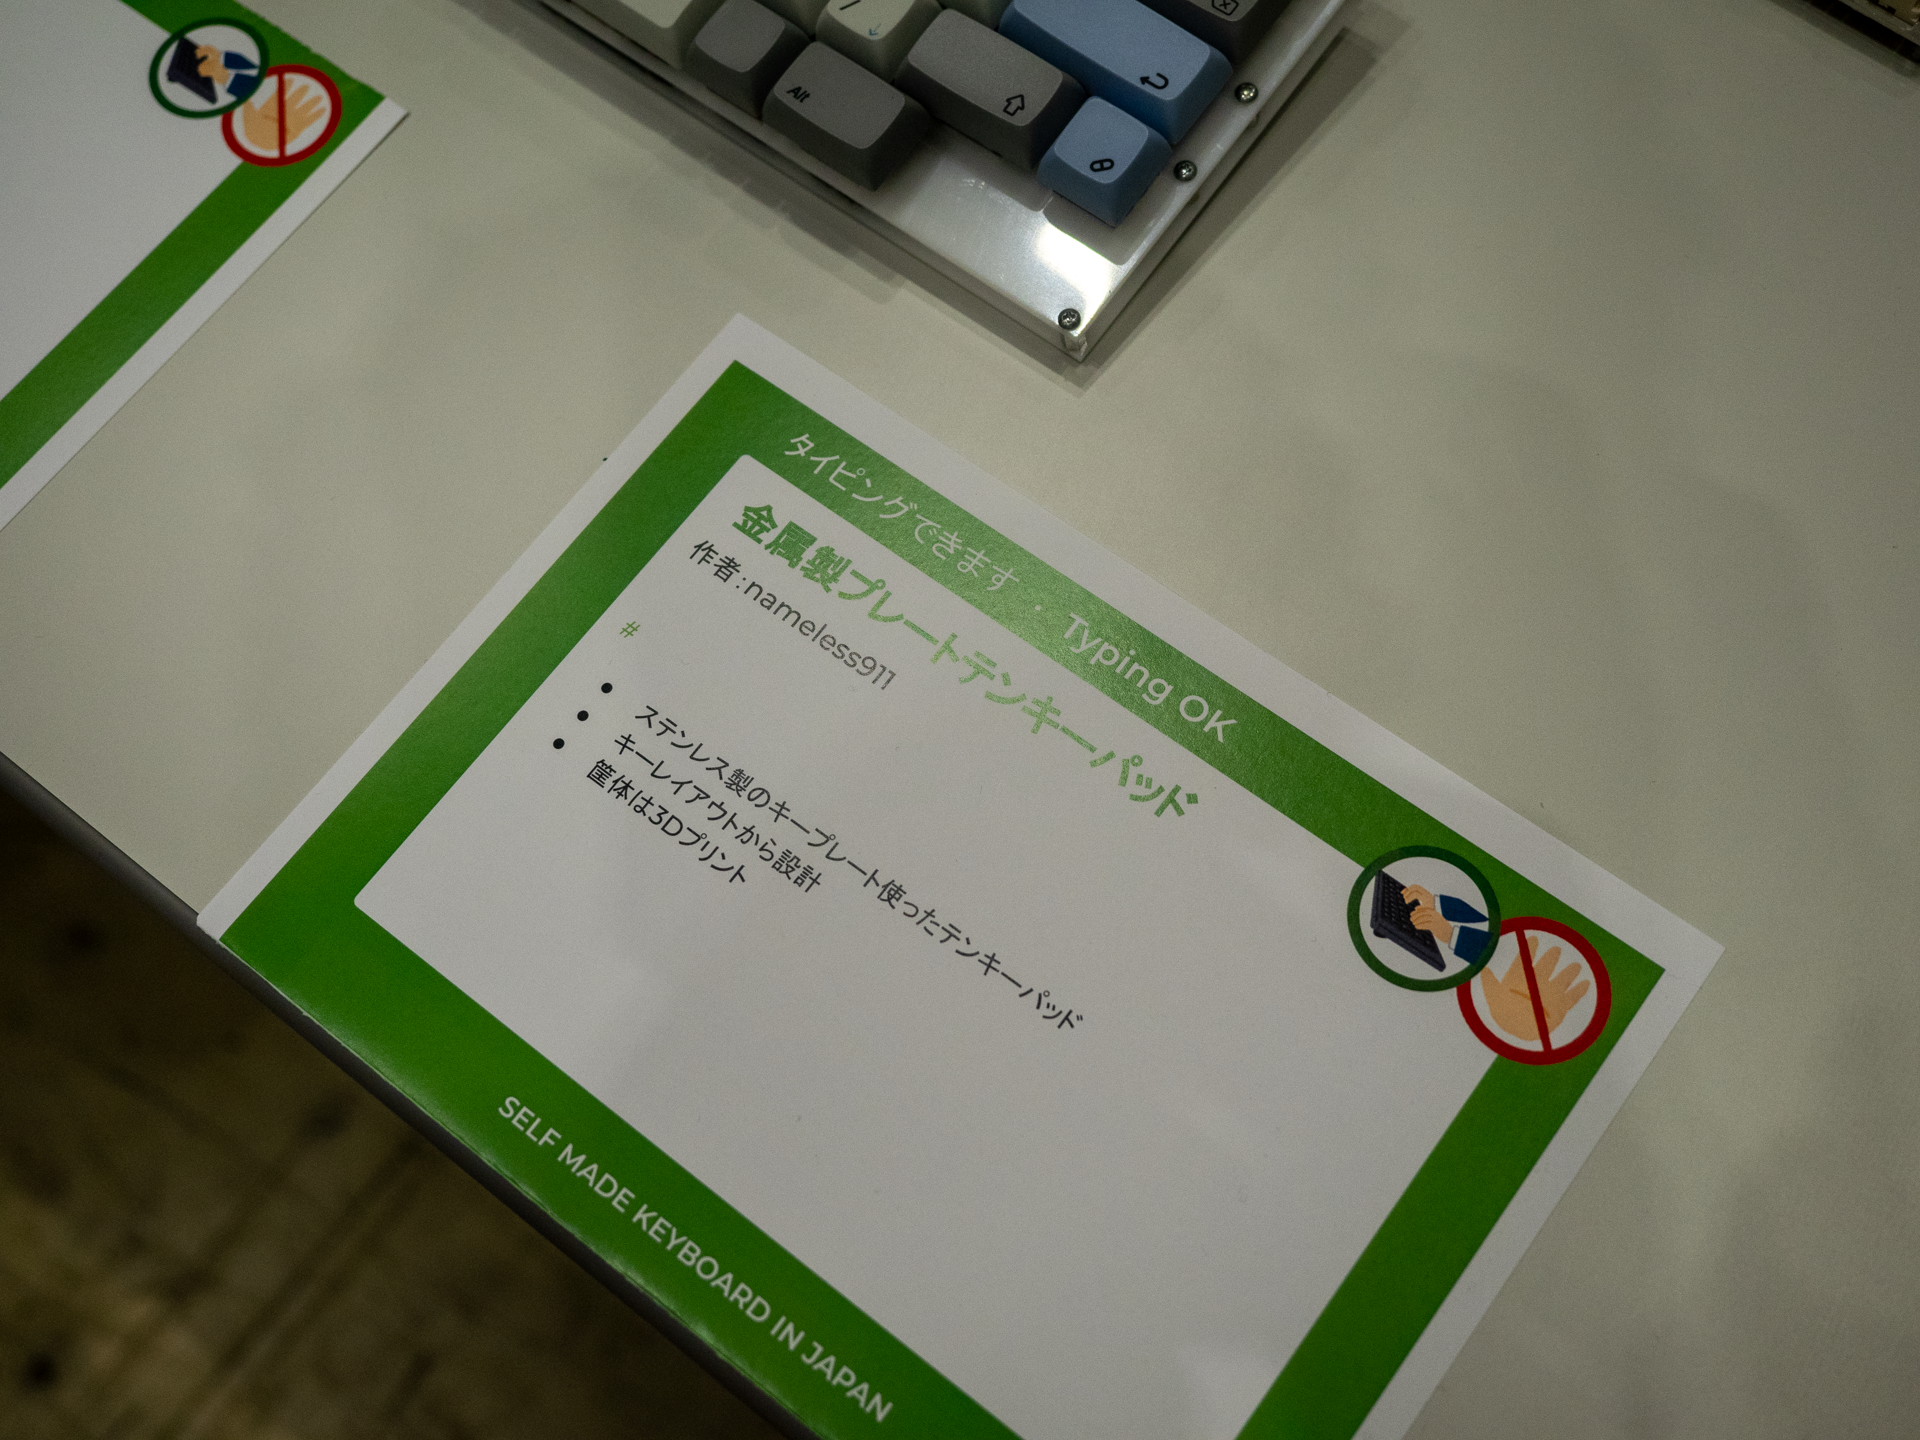 Alt
/
タイピングできます ・ Typing OK
金属製プレートテンキーパッド
作者:nameless911
#
• ステンレス製のキープレート使ったテンキーパッド
• キーレイアウトから設計
• 筐体は3Dプリント
SELF MADE KEYBOARD IN JAPAN